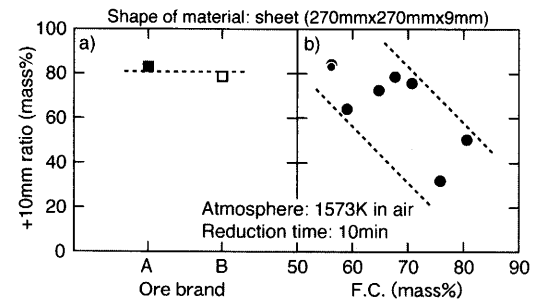 Shape of material: sheet (270mmx270mmx9mm)
+10mm ratio (mass%)
100
80
60
40
20
0
a)
b)
Atmosphere: 1573K in air
Reduction time: 10min
A
B
50
60
70
80
90
Ore brand
F.C. (mass%)